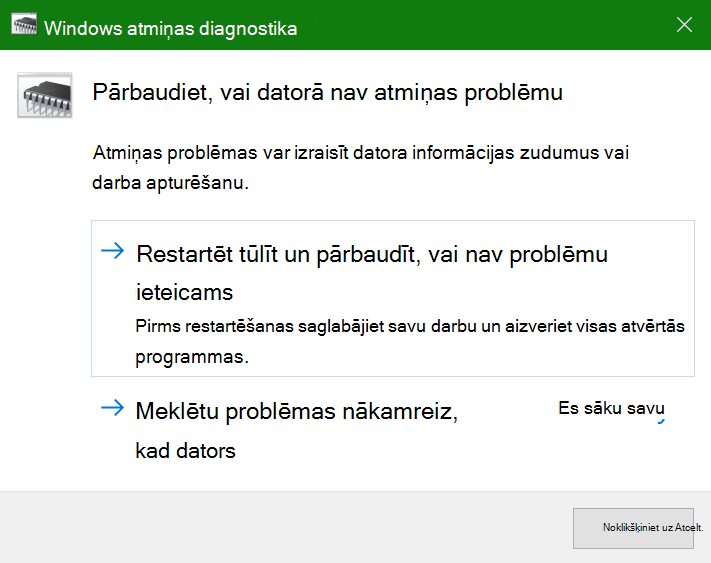 Windows atmiņas diagnostika
Pārbaudiet, vai datorā nav atmiņas problēmu
Atmiņas problēmas var izraisīt datora informācijas zudumus vai
darba apturēšanu.
Restartēt tūlīt un pārbaudīt, vai nav problēmu
ieteicams
Pirms restartēšanas saglabājiet savu darbu un aizveriet visas atvērtās
programmas.
Meklētu problēmas nākamreiz, Es sāku savu
kad dators
Noklikšķiniet uz Atcelt.